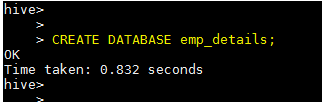 hive>
    >
    > CREATE DATABASE emp_details;
OK
Time taken: 0.832 seconds
hive>
    >